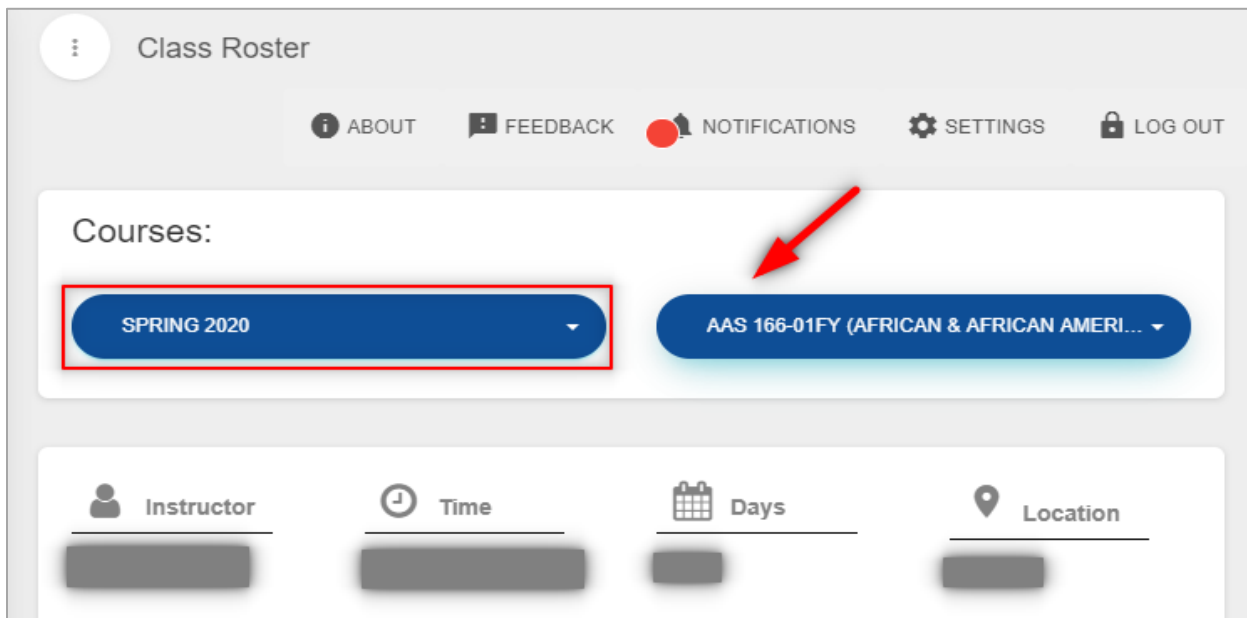 Class Roster
ABOUT FEEDBACK NOTIFICATIONS SETTINGS LOG OUT
Courses:
SPRING 2020 AAS 166-01FY (AFRICAN & AFRICAN AMERI...
Instructor Time Days Location